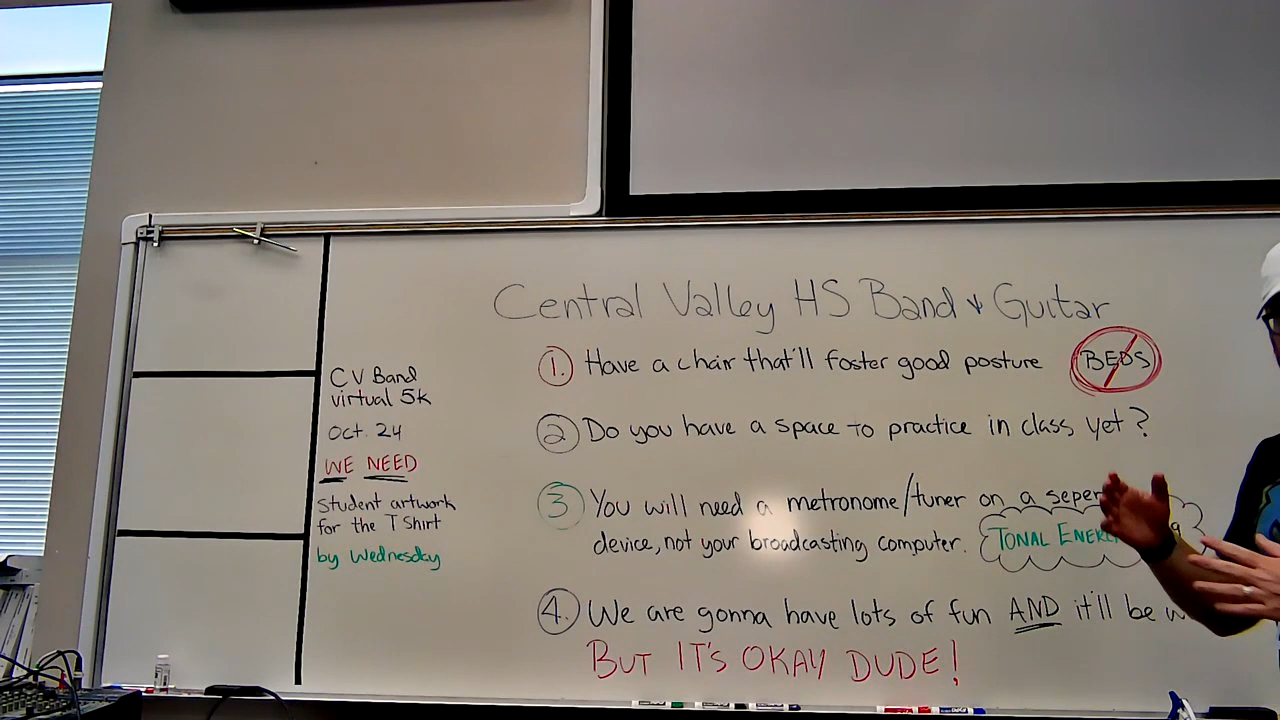 Central Valley HS Band & Guitar
1. Have a chair that'll foster good posture BEDS
2 Do you have a space to practice in class yet?
3 You will need a metronome/tuner on a
device, not your broadcasting computer. TONAL
4. We are gonna have lots of fun AND it'll be
BUT IT'S OKAY DUDE!
CV Band
virtual 5k
Oct. 24
WE NEED
student artwork
for the T Shirt
by Wednesday